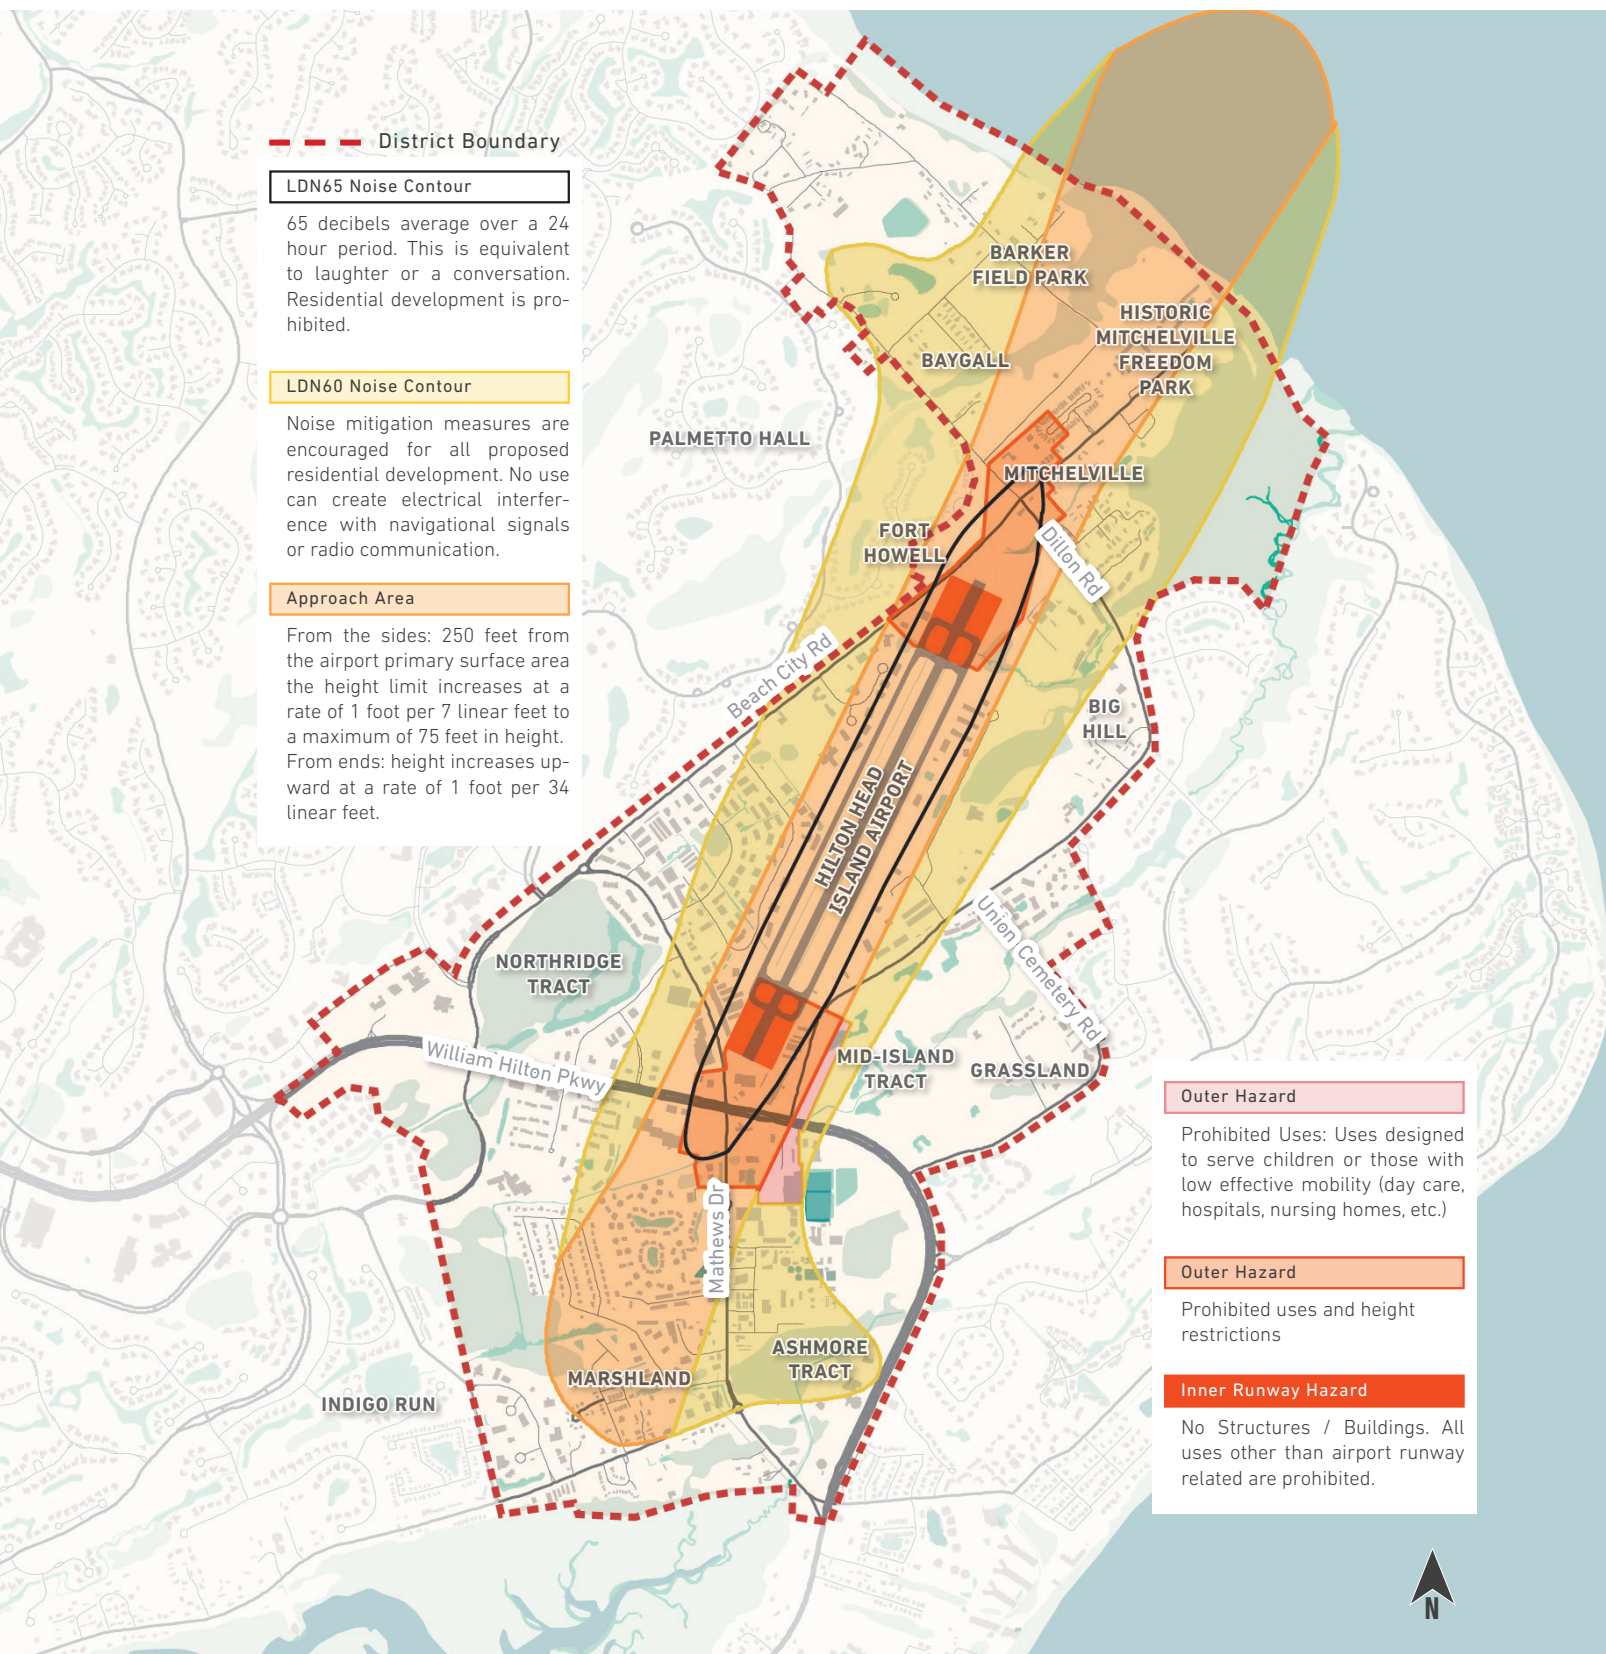 District Boundary
LDN65 Noise Contour
65 decibels average over a 24
hour period. This is equivalent
to laughter or a conversation.
Residential development is pro-
hibited.
LDN60 Noise Contour
Noise mitigation measures are
encouraged for all proposed
residential development. No use
can create electrical interfer-
ence with navigational signals
or radio communication.
Approach Area
From the sides: 250 feet from
the airport primary surface area
the height limit increases at a
rate of 1 foot per 7 linear feet to
a maximum of 75 feet in height.
From ends: height increases up-
ward at a rate of 1 foot per 34
linear feet.
BARKER
FIELD PARK
HISTORIC
MITCHELVILLE
FREEDOM
PARK
BAYGALL
PALMETTO HALL
MITCHELVILLE
FORT
HOWELL
Dillon Rd
Beach City Rd
BIG
HILL
HILTON HEAD
ISLAND AIRPORT
Union Cemetery Rd
NORTHRIDGE
TRACT
William Hilton Pkwy
MID-ISLAND
TRACT
GRASSLAND
Mathews Dr
ASHMORE
TRACT
MARSHLAND
INDIGO RUN
Outer Hazard
Prohibited Uses: Uses designed
to serve children or those with
low effective mobility (day care,
hospitals, nursing homes, etc.)
Outer Hazard
Prohibited uses and height
restrictions
Inner Runway Hazard
No Structures / Buildings. All
uses other than airport runway
related are prohibited.
N